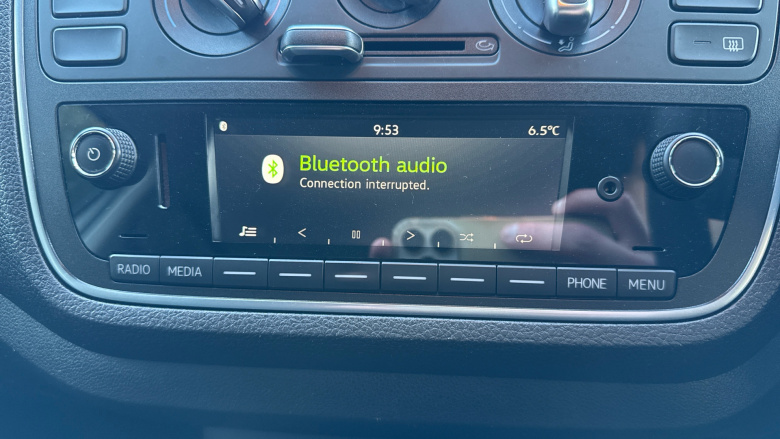 9:53
6.5°C
Bluetooth audio
Connection interrupted.
RADIO
MEDIA
PHONE
MENU